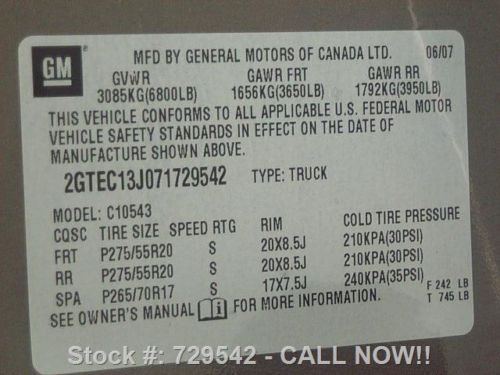 GM
MFD BY GENERAL MOTORS OF CANADA LTD. 06/07
GVWR GAWR FRT GAWR RR
3085KG(6800LB) 1656KG(3650LB) 1792KG(3950LB)
THIS VEHICLE CONFORMS TO ALL APPLICABLE U.S. FEDERAL MOTOR
VEHICLE SAFETY STANDARDS IN EFFECT ON THE DATE OF
MANUFACTURE SHOWN ABOVE.
2GTEC13J071729542 TYPE: TRUCK
MODEL: C10543
CQSC TIRE SIZE SPEED RTG RIM COLD TIRE PRESSURE
FRT P275/55R20 S 20X8.5J 210KPA(30PSI)
RR P275/55R20 S 20X8.5J 210KPA(30PSI)
SPA P265/70R17 S 17X7.5J 240KPA(35PSI)
F 242 LB
SEE OWNER'S MANUAL FOR MORE INFORMATION. T 745 LB
Stock #: 729542 - CALL NOW!!